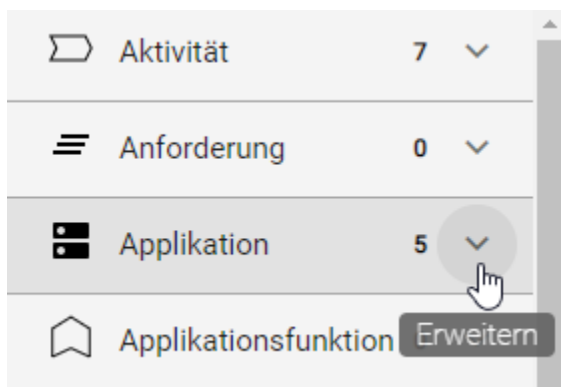 Aktivität 7
Anforderung 0
Applikation 5
Applikationsfunktion
Erweitern